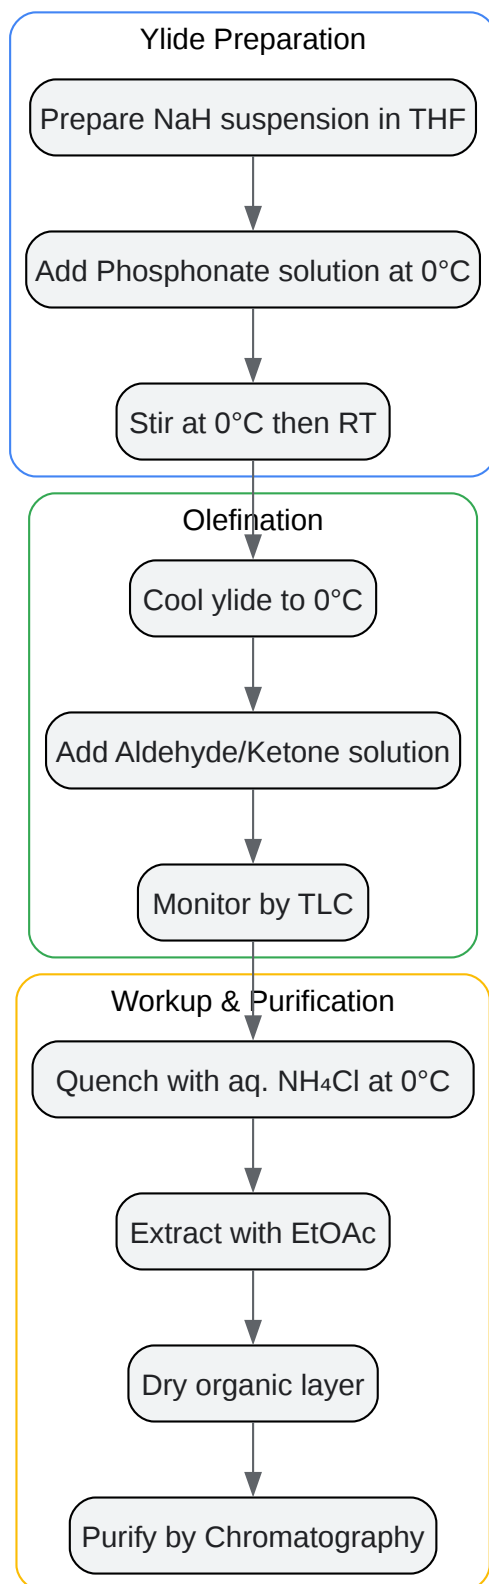 Ylide Preparation
Prepare NaH suspension in THF
Add Phosphonate solution at 0°C
Stir at 0°C then RT
Olefination
Cool ylide to 0°C
Add Aldehyde/Ketone solution
Monitor by TLC
Workup & Purification
Quench with aq. NH₄Cl at 0°C
Extract with EtOAc
Dry organic layer
Purify by Chromatography